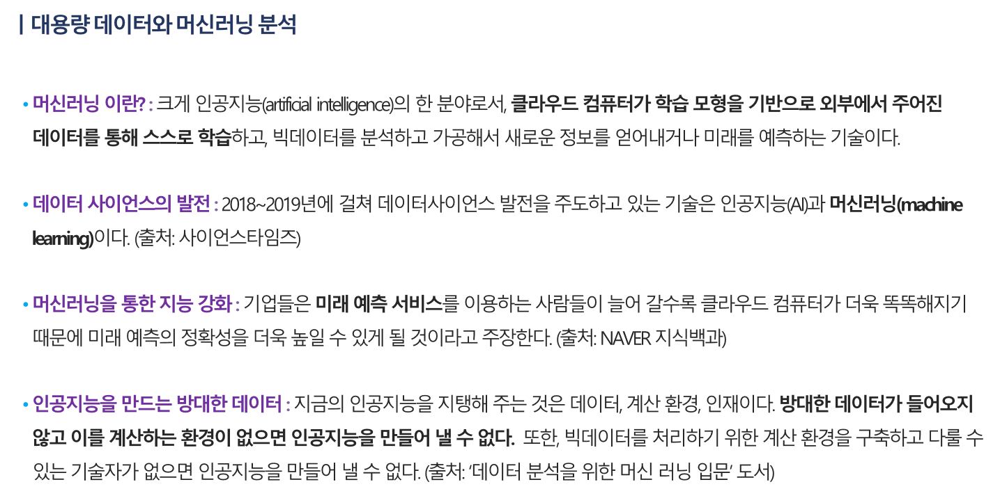 | 대용량 데이터와 머신러닝 분석
• 머신러닝 이란? : 크게 인공지능(artificial intelligence)의 한 분야로서, 클라우드 컴퓨터가 학습 모형을 기반으로 외부에서 주어진
데이터를 통해 스스로 학습하고, 빅데이터를 분석하고 가공해서 새로운 정보를 얻어내거나 미래를 예측하는 기술이다.
• 데이터 사이언스의 발전 : 2018~2019년에 걸쳐 데이터사이언스 발전을 주도하고 있는 기술은 인공지능(AI)과 머신러닝(machine
learning)이다. (출처: 사이언스타임즈)
• 머신러닝을 통한 지능 강화 : 기업들은 미래 예측 서비스를 이용하는 사람들이 늘어 갈수록 클라우드 컴퓨터가 더욱 똑똑해지기
때문에 미래 예측의 정확성을 더욱 높일 수 있게 될 것이라고 주장한다. (출처: NAVER 지식백과)
• 인공지능을 만드는 방대한 데이터 : 지금의 인공지능을 지탱해 주는 것은 데이터, 계산 환경, 인재이다. 방대한 데이터가 들어오지
않고 이를 계산하는 환경이 없으면 인공지능을 만들어 낼 수 없다. 또한, 빅데이터를 처리하기 위한 계산 환경을 구축하고 다룰 수
있는 기술자가 없으면 인공지능을 만들어 낼 수 없다. (출처: ‘데이터 분석을 위한 머신 러닝 입문’ 도서)